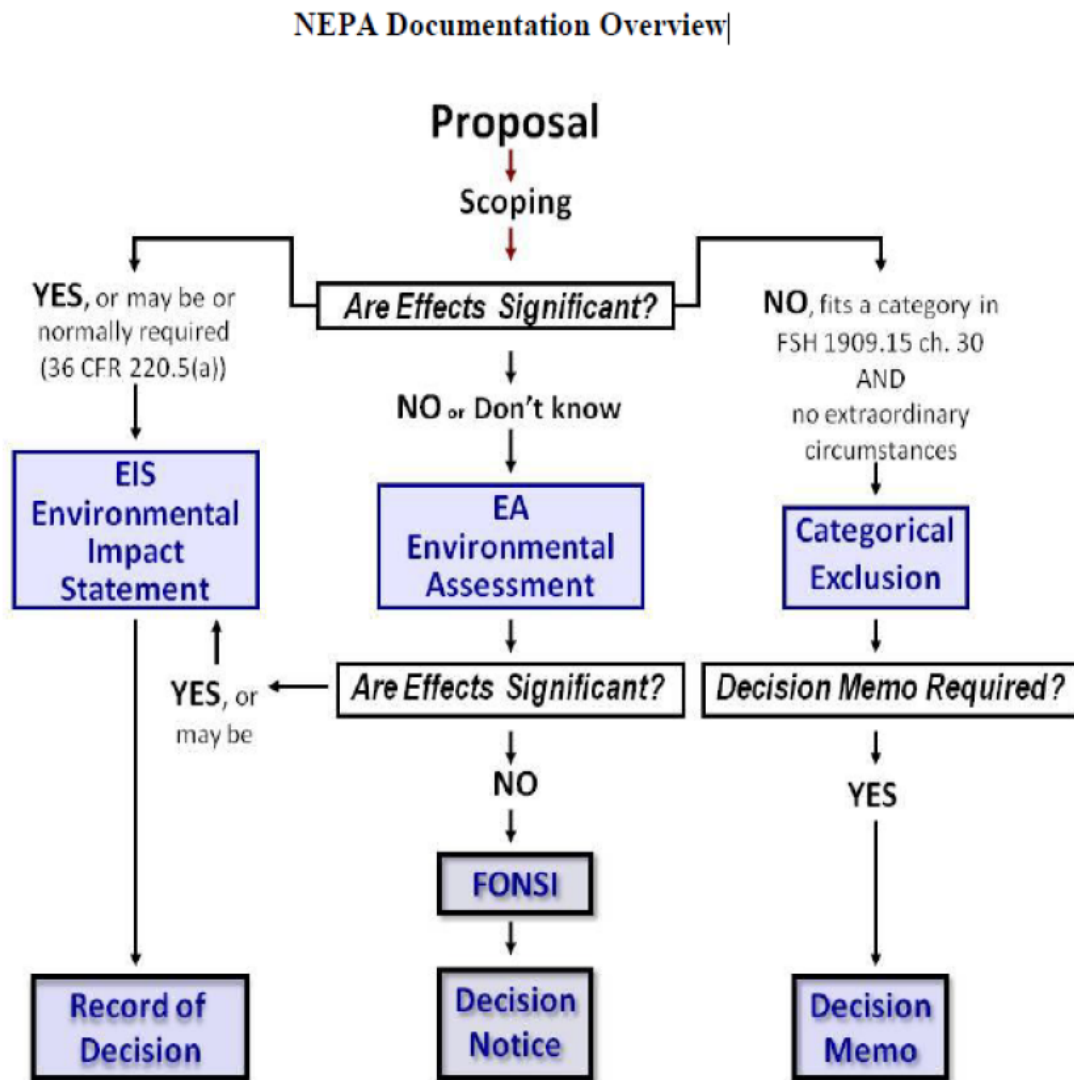 NEPA Documentation Overview
Proposal
Scoping
Are Effects Significant?
YES, or may be or
normally required
(36 CFR 220.5(a))
NO or Don't know
NO, fits a category in
FSH 1909.15 ch. 30
AND
no extraordinary
circumstances
EIS
Environmental
Impact
Statement
EA
Environmental
Assessment
Categorical
Exclusion
YES, or
may be
Are Effects Significant?
Decision Memo Required?
NO
YES
FONSI
Record of
Decision
Decision
Notice
Decision
Memo